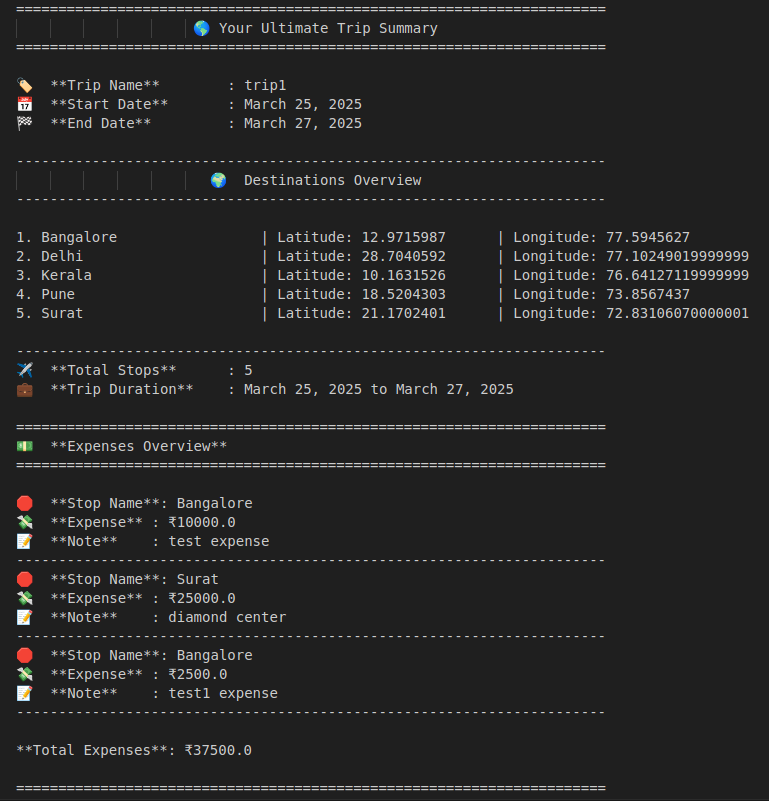 ======================================================================
🌎 Your Ultimate Trip Summary
======================================================================
🏷️ **Trip Name** : trip1
📅 **Start Date** : March 25, 2025
🏁 **End Date** : March 27, 2025
----------------------------------------------------------------------
🌍 Destinations Overview
----------------------------------------------------------------------
1. Bangalore | Latitude: 12.9715987 | Longitude: 77.5945627
2. Delhi | Latitude: 28.7040592 | Longitude: 77.10249019999999
3. Kerala | Latitude: 10.1631526 | Longitude: 76.64127119999999
4. Pune | Latitude: 18.5204303 | Longitude: 73.8567437
5. Surat | Latitude: 21.1702401 | Longitude: 72.83106070000001
----------------------------------------------------------------------
✈️ **Total Stops** : 5
💼 **Trip Duration** : March 25, 2025 to March 27, 2025
======================================================================
💵 **Expenses Overview**
======================================================================
🛑 **Stop Name**: Bangalore
💸 **Expense** : ₹10000.0
📝 **Note** : test expense
----------------------------------------------------------------------
🛑 **Stop Name**: Surat
💸 **Expense** : ₹25000.0
📝 **Note** : diamond center
----------------------------------------------------------------------
🛑 **Stop Name**: Bangalore
💸 **Expense** : ₹2500.0
📝 **Note** : test1 expense
----------------------------------------------------------------------
**Total Expenses**: ₹37500.0
======================================================================